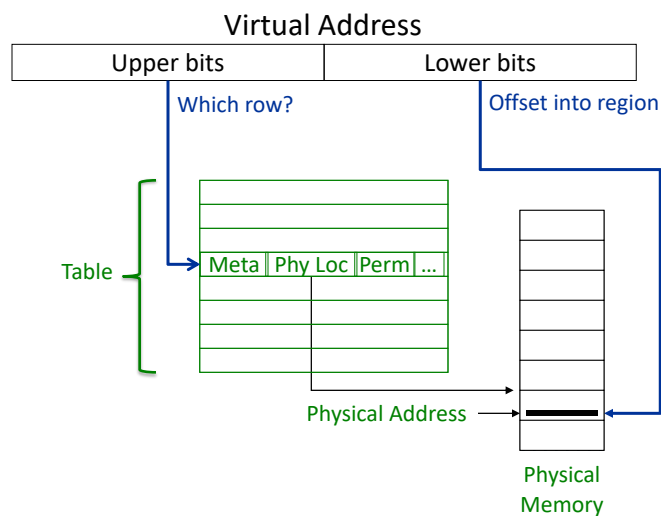 Virtual Address
Upper bits
Lower bits
Which row?
Offset into region
Table
Meta
Phy Loc
Perm
...
Physical Address
Physical
Memory